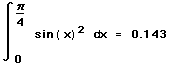 ∫₀^(π/4) sin(x)² dx = 0.143